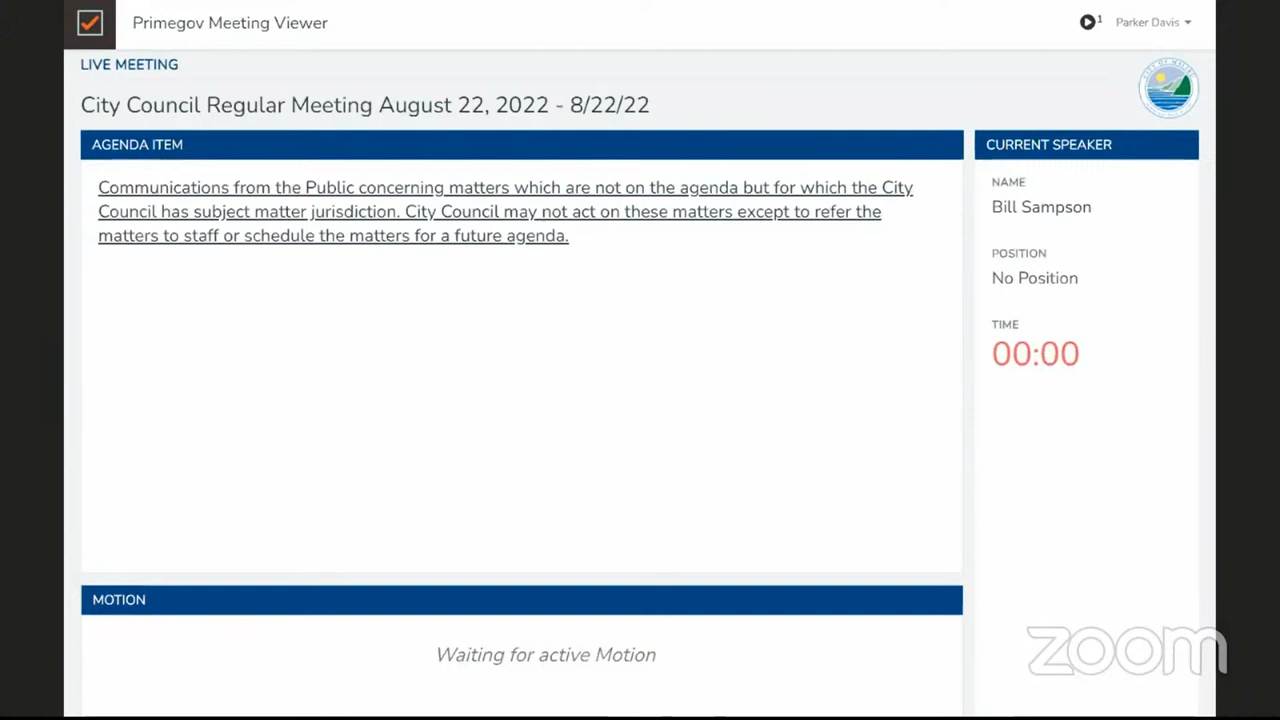 Primegov Meeting Viewer
1
Parker Davis
LIVE MEETING
City Council Regular Meeting August 22, 2022 - 8/22/22
AGENDA ITEM
Communications from the Public concerning matters which are not on the agenda but for which the City
Council has subject matter jurisdiction. City Council may not act on these matters except to refer the
matters to staff or schedule the matters for a future agenda.
CURRENT SPEAKER
NAME
Bill Sampson
POSITION
No Position
TIME
00:00
MOTION
Waiting for active Motion
zoom